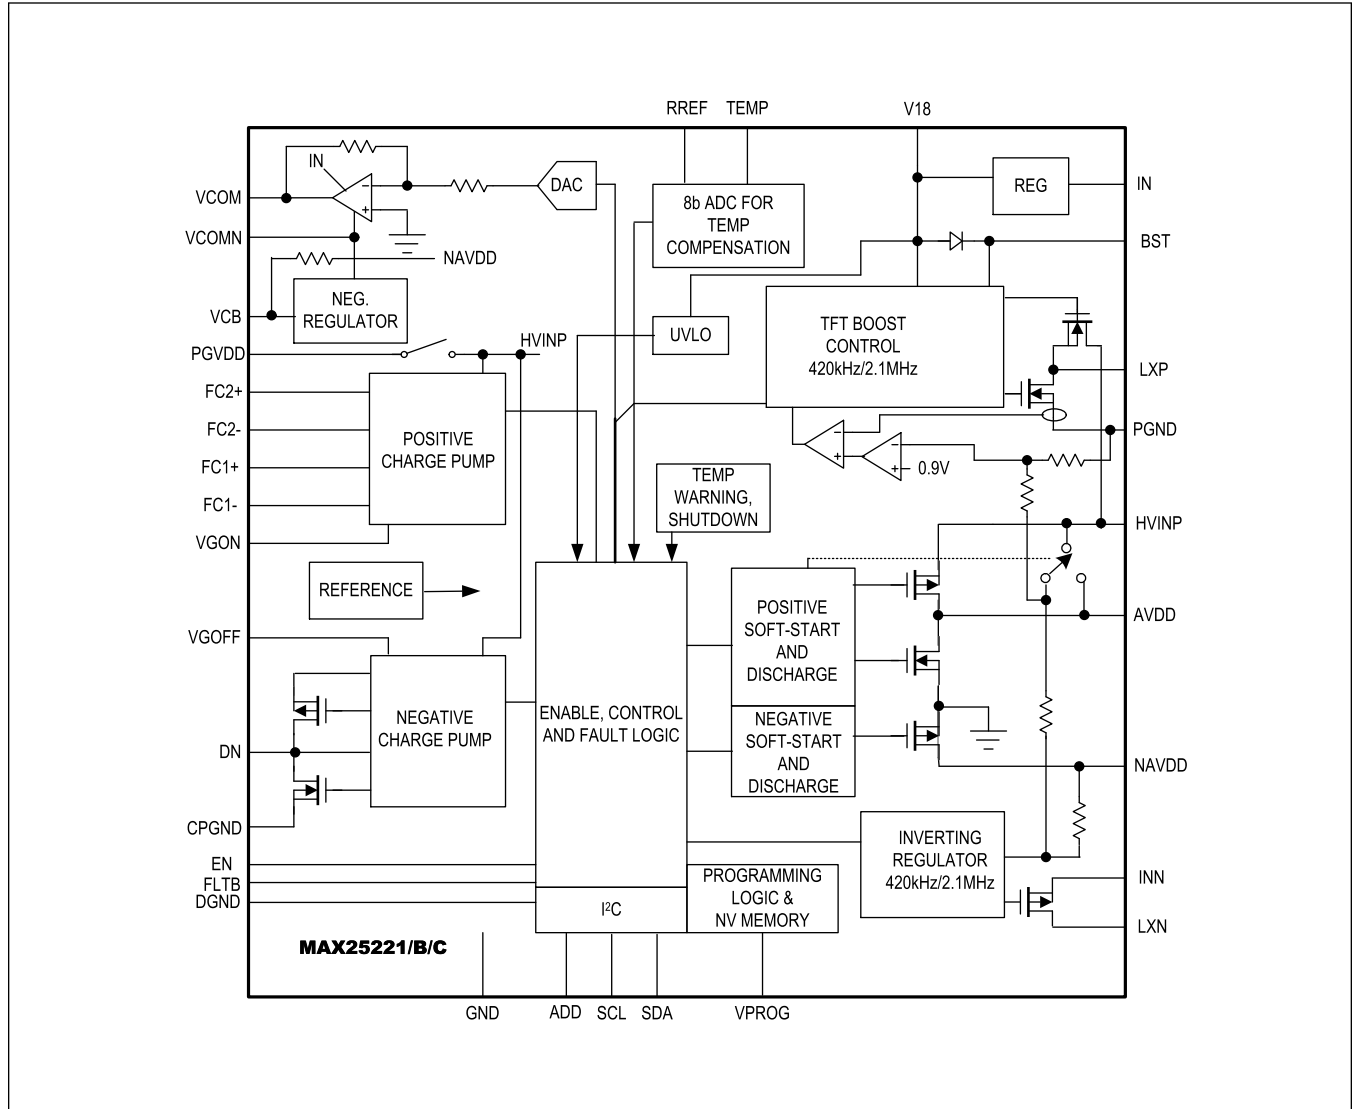 RREF TEMP V18
IN
VCOM
DAC
8b ADC FOR
TEMP
COMPENSATION
REG
IN
VCOMN
BST
NAVDD
NEG.
REGULATOR
VCB
UVLO
TFT BOOST
CONTROL
420kHz/2.1MHz
PGVDD
HVINP
LXP
FC2+
FC2-
FC1+
FC1-
VGON
POSITIVE
CHARGE PUMP
PGND
0.9V
TEMP
WARNING,
SHUTDOWN
HVINP
REFERENCE
POSITIVE
SOFT-START
AND
DISCHARGE
AVDD
VGOFF
NEGATIVE
CHARGE PUMP
ENABLE, CONTROL
AND FAULT LOGIC
NEGATIVE
SOFT-START
AND
DISCHARGE
DN
NAVDD
CPGND
INVERTING
REGULATOR
420kHz/2.1MHz
EN
FLTB
DGND
PROGRAMMING
LOGIC &
NV MEMORY
INN
I²C
LXN
MAX25221/B/C
GND ADD SCL SDA VPROG
- + - + - +